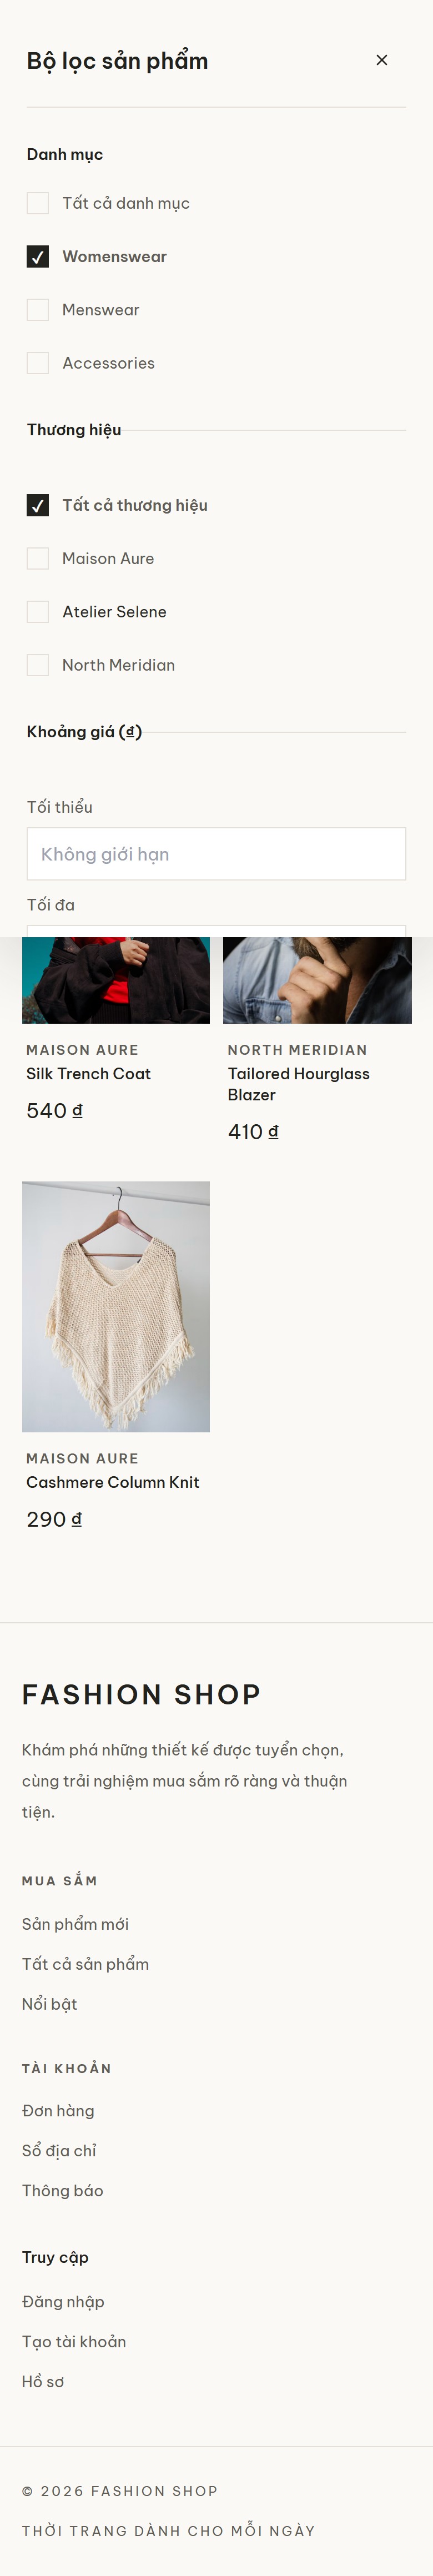 Bộ lọc sản phẩm
Danh mục
Tất cả danh mục
Womenswear
Menswear
Accessories
Thương hiệu
Tất cả thương hiệu
Maison Aure
Atelier Selene
North Meridian
Khoảng giá (₫)
Tối thiểu
Không giới hạn
Tối đa
MAISON AURE
Silk Trench Coat
540 ₫
NORTH MERIDIAN
Tailored Hourglass
Blazer
410 ₫
MAISON AURE
Cashmere Column Knit
290 ₫
FASHION SHOP
Khám phá những thiết kế được tuyển chọn,
cùng trải nghiệm mua sắm rõ ràng và thuận
tiện.
MUA SẮM
Sản phẩm mới
Tất cả sản phẩm
Nổi bật
TÀI KHOẢN
Đơn hàng
Sổ địa chỉ
Thông báo
Truy cập
Đăng nhập
Tạo tài khoản
Hồ sơ
© 2026 FASHION SHOP
THỜI TRANG DÀNH CHO MỖI NGÀY